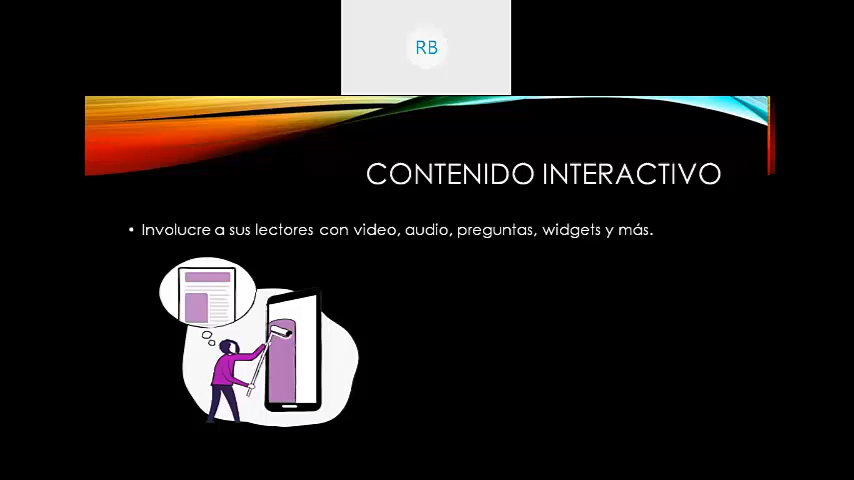 RB
CONTENIDO INTERACTIVO
• Involucre a sus lectores con video, audio, preguntas, widgets y más.